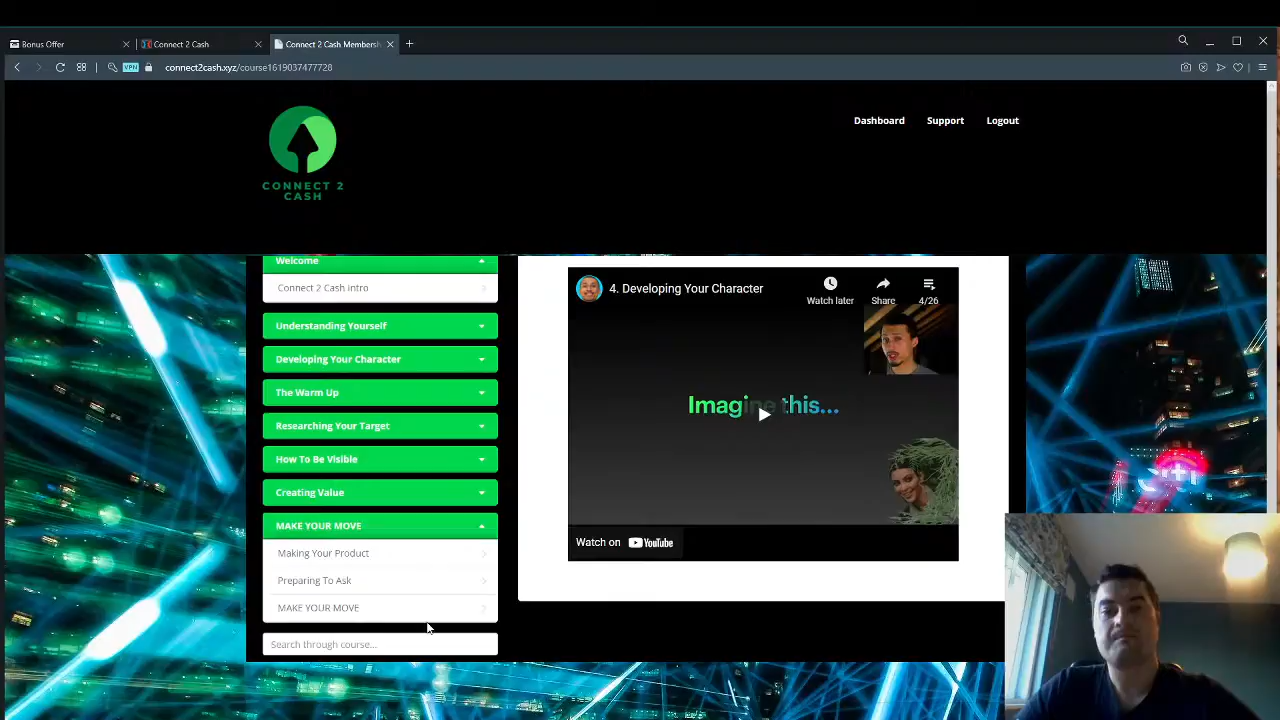 Bonus Offer
Connect 2 Cash
Connect 2 Cash Membersh
VPN
connect2cash.xyz/course1619037477728
CONNECT 2
CASH
Dashboard
Support
Logout
Welcome
Connect 2 Cash intro
Understanding Yourself
Developing Your Character
The Warm Up
Researching Your Target
How To Be Visible
Creating Value
MAKE YOUR MOVE
Making Your Product
Preparing To Ask
MAKE YOUR MOVE
Search through course...
4. Developing Your Character
Watch later
Share
4/26
Imagine this...
Watch on YouTube
citi